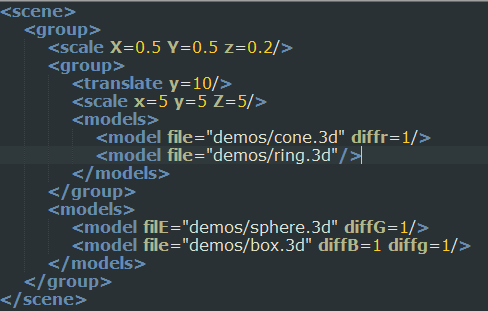 <scene>
<group>
<scale X=0.5 Y=0.5 z=0.2/>
<group>
<translate y=10/>
<scale x=5 y=5 Z=5/>
<models>
<model file="demos/cone.3d" diffr=1/>
<model file="demos/ring.3d"/>
</models>
</group>
<models>
<model filE="demos/sphere.3d" diffG=1/>
<model file="demos/box.3d" diffB=1 diffg=1/>
</models>
</group>
</scene>